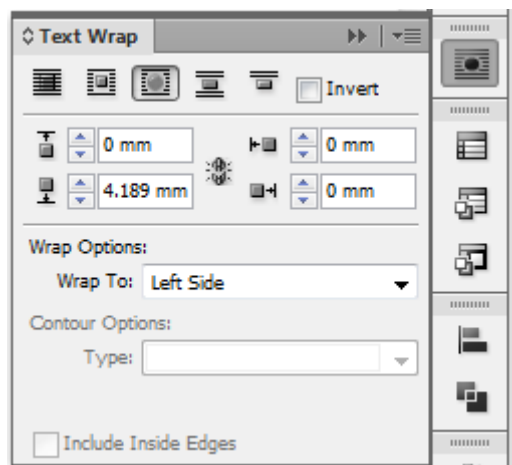 Text Wrap
Invert
0 mm 0 mm
4.189 mm 0 mm
Wrap Options:
Wrap To: Left Side
Contour Options:
Type:
Include Inside Edges